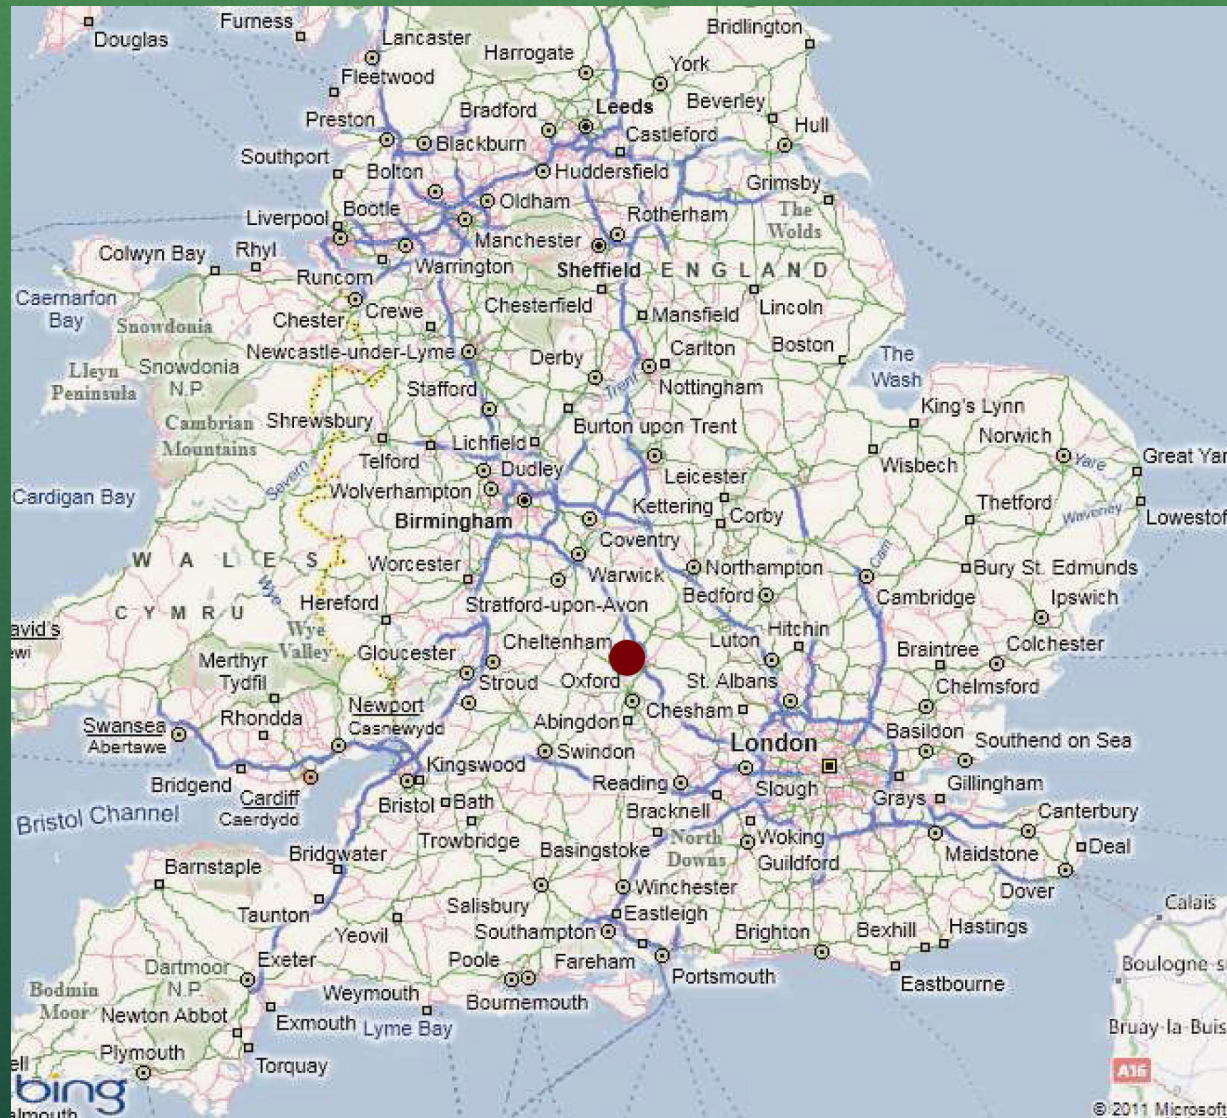 Furness
Douglas
Lancaster
Bridlington
Harrogate
York
Fleetwood
Leeds
Beverley
Bradford
Preston
Castleford
Hull
Blackburn
Southport
Bolton
Huddersfield
Grimsby
Oldham
Bootle
Liverpool
Rotherham
The
Wolds
Colwyn Bay
Rhyl
Manchester
Warrington
Sheffield
ENGLAND
Runcorn
Caernarfon
Bay
Chesterfield
Lincoln
Snowdonia
Chester
Crewe
Mansfield
Newcastle-under-Lyme
Derby
Carlton
Boston
The
Wash
Lleyn
Peninsula
Snowdonia
N.P.
Stafford
Trent
Nottingham
Cambrian
Mountains
Shrewsbury
Burton upon Trent
King's Lynn
Lichfield
Norwich
Telford
Dudley
Leicester
Wisbech
Yare
Great Yar
Severn
Cardigan Bay
Wolverhampton
Kettering
Thetford
Birmingham
Corby
Waveney
Lowestof
Coventry
WALES
Worcester
Warwick
Northampton
Cam
Bury St. Edmunds
Wye
Stratford-upon-Avon
Bedford
Cambridge
Ipswich
CYMRU
Hereford
avid's
ewi
Wye
Valley
Cheltenham
Luton
Hitchin
Colchester
Gloucester
Braintree
Merthyr
Tydfil
Stroud
Oxford
St. Albans
Chelmsford
Newport
Casnewydd
Swansea
Abertawe
Rhondda
Abingdon
Chesham
Basildon
London
Southend on Sea
Swindon
Bridgend
Kingswood
Reading
Slough
Gillingham
Cardiff
Caerdydd
Bristol
Bath
Bracknell
Grays
Canterbury
Bristol Channel
Trowbridge
North
Downs
Woking
Deal
Bridgwater
Basingstoke
Guildford
Maidstone
Barnstaple
Dover
Winchester
Salisbury
Taunton
Eastleigh
Calais
Yeovil
Southampton
Brighton
Bexhill
Hastings
Exeter
Dartmoor
N.P.
Poole
Fareham
Boulogne-s
Portsmouth
Eastbourne
Bodmin
Moor
Weymouth
Bournemouth
Newton Abbot
Exmouth
Lyme Bay
Bruay-la-Buis
Plymouth
Torquay
ell
A16
bing
almouth
© 2011 Microsoft